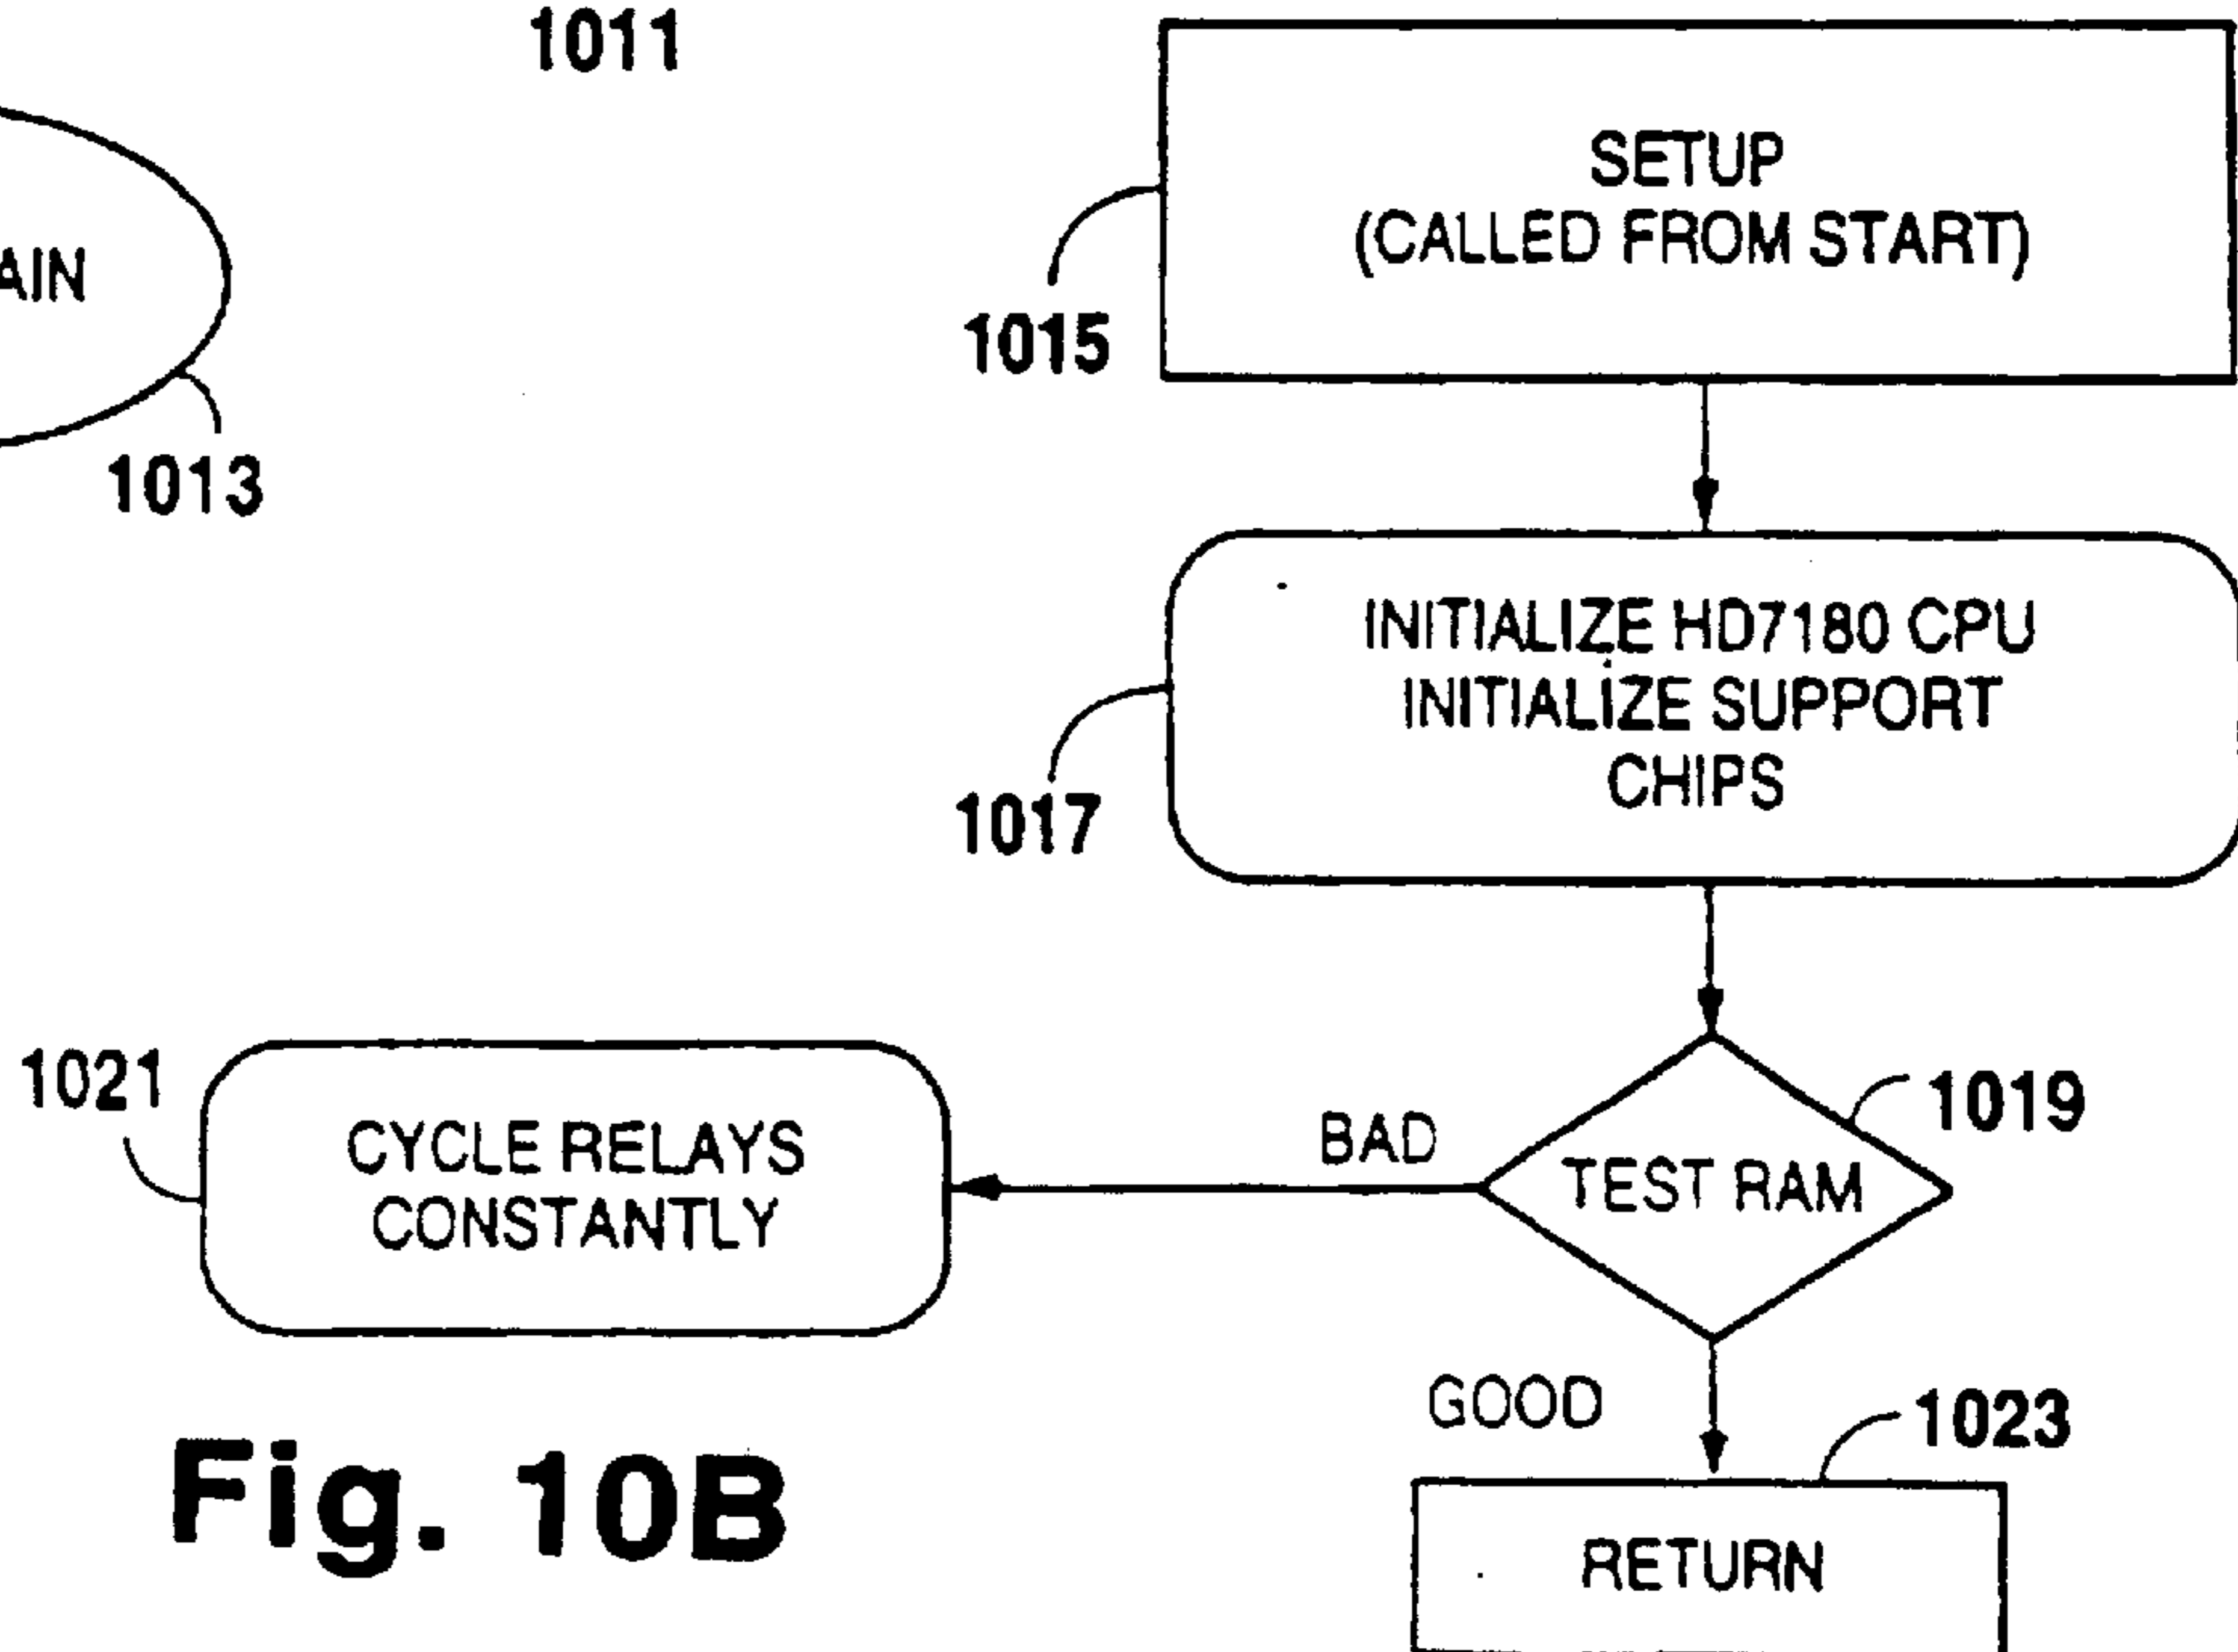 1011
SETUP
(CALLED FROM START)
1015
AIN
1013
INITIALIZE HD7180 CPU
INITIALIZE SUPPORT
CHIPS
1017
1019
TEST RAM
BAD
1021
CYCLE RELAYS
CONSTANTLY
GOOD
1023
RETURN
Fig. 10B